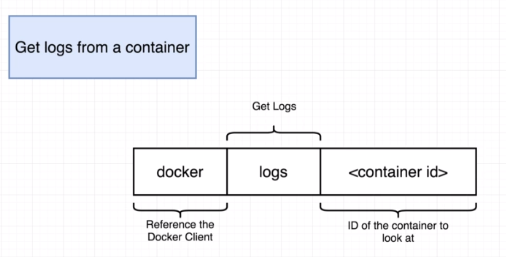 Get logs from a container
Get Logs
docker
logs
<container id>
Reference the
Docker Client
ID of the container to
look at